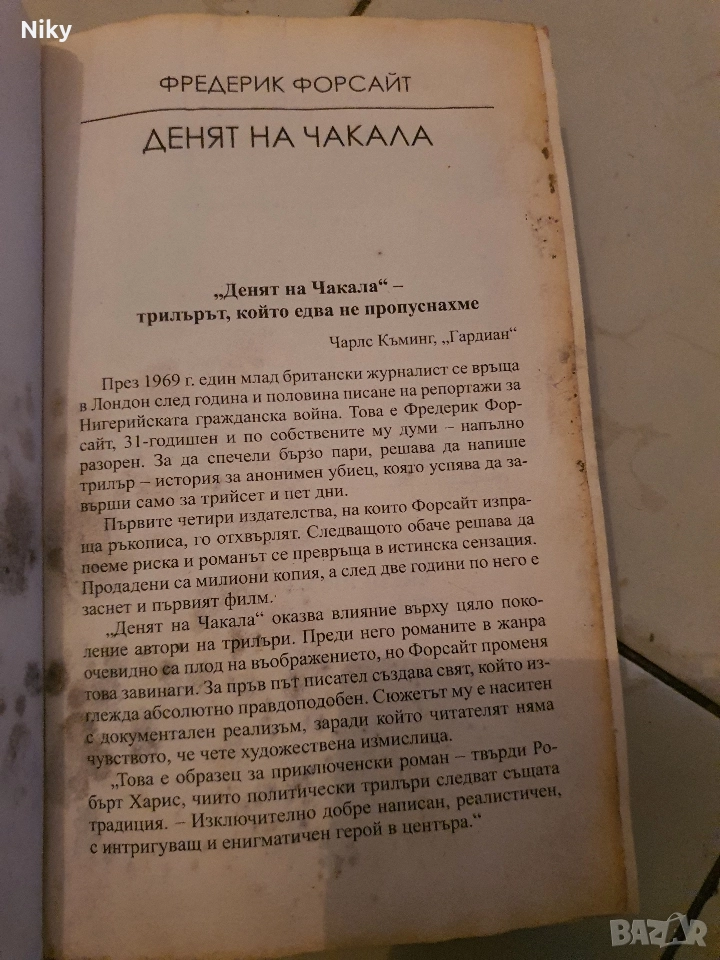 Niky
ФРЕДЕРИК ФОРСАЙТ
ДЕНЯТ НА ЧАКАЛА
„Денят на Чакала“ –
трилърът, който едва не пропуснахме
Чарлс Къминг, „Гардиан“
През 1969 г. един млад британски журналист се връща
в Лондон след година и половина писане на репортажи за
Нигерийската гражданска война. Това е Фредерик Фор-
сайт, 31-годишен и по собствените му думи – напълно
разорен. За да спечели бързо пари, решава да напише
трилър – история за анонимен убиец, която успява да за-
върши само за трийсет и пет дни.
Първите четири издателства, на които Форсайт изпра-
ща ръкописа, го отхвърлят. Следващото обаче решава да
поеме риска и романът се превръща в истинска сензация.
Продадени са милиони копия, а след две години по него е
заснет и първият филм.
„Денят на Чакала“ оказва влияние върху цяло поко-
ление автори на трилъри. Преди него романите в жанра
очевидно са плод на въображението, но Форсайт променя
това завинаги. За пръв път писател създава свят, който из-
глежда абсолютно правдоподобен. Сюжетът му е наситен
с документален реализъм, заради който читателят няма
чувството, че чете художествена измислица.
„Това е образец за приключенски роман – твърди Ро-
бърт Харис, чиито политически трилъри следват същата
традиция. – Изключително добре написан, реалистичен,
с интригуващ и енигматичен герой в центъра.“
BAZAR